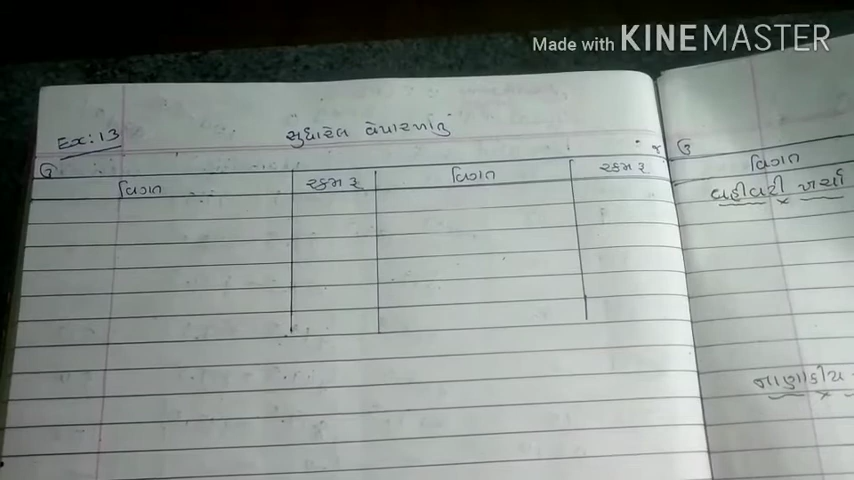 Made with KINEMASTER
Ex:13
સુધારેલ વેપારખાતું
ઉ જ
વિગત રકમ રૂ વિગત રકમ રૂ
ઉ
વિગત
વહીવટી ખર્ચા
નાણાકીય